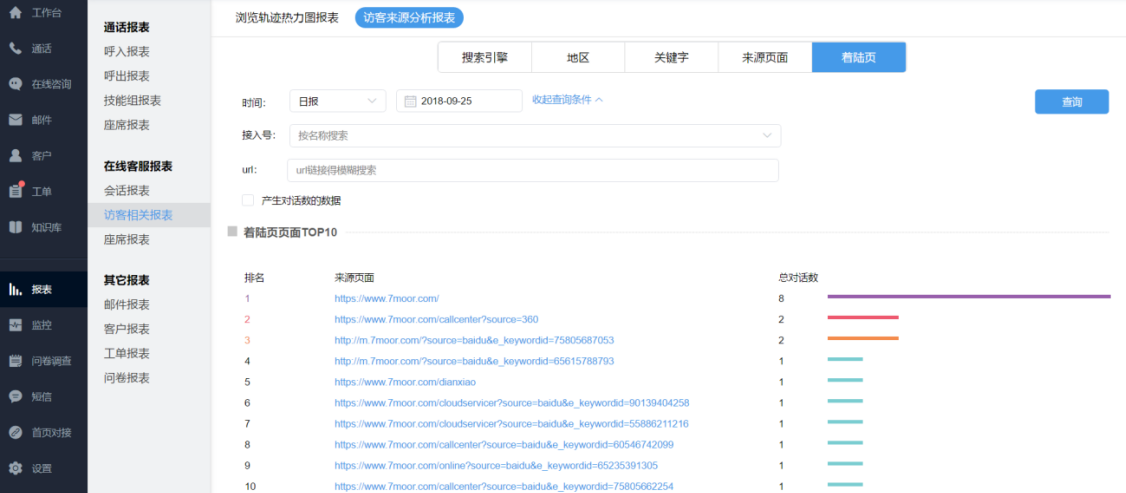 工作台
通话
在线咨询
邮件
客户
工单
知识库
报表
监控
问卷调查
短信
首页对接
设置
通话报表
呼入报表
呼出报表
技能组报表
座席报表
在线客服报表
会话报表
访客相关报表
座席报表
其它报表
邮件报表
客户报表
工单报表
问卷报表
浏览轨迹热力图报表 访客来源分析报表
搜索引擎 地区 关键字 来源页面 着陆页
时间: 日报 2018-09-25 收起查询条件 查询
接入号: 按名称搜索
url: url链接得模糊搜索
产生对话数的数据
着陆页页面TOP10
排名 来源页面 总对话数
1 https://www.7moor.com/ 8
2 https://www.7moor.com/callcenter?source=360 2
3 http://m.7moor.com/?source=baidu&e_keywordid=75805687053 2
4 http://m.7moor.com/?source=baidu&e_keywordid=65615788793 1
5 https://www.7moor.com/dianxiao 1
6 https://www.7moor.com/cloudservicer?source=baidu&e_keywordid=90139404258 1
7 https://www.7moor.com/cloudservicer?source=baidu&e_keywordid=55886211216 1
8 https://www.7moor.com/callcenter?source=baidu&e_keywordid=60546742099 1
9 https://www.7moor.com/online?source=baidu&e_keywordid=65235391305 1
10 https://www.7moor.com/callcenter?source=baidu&e_keywordid=75805662254 1